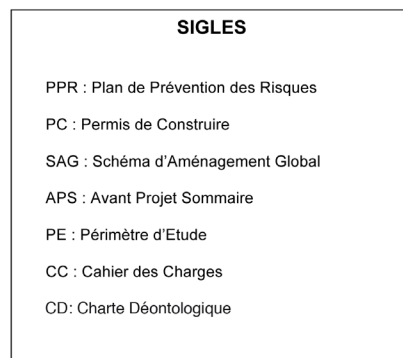 SIGLES
PPR : Plan de Prévention des Risques
PC : Permis de Construire
SAG : Schéma d’Aménagement Global
APS : Avant Projet Sommaire
PE : Périmètre d’Etude
CC : Cahier des Charges
CD: Charte Déontologique